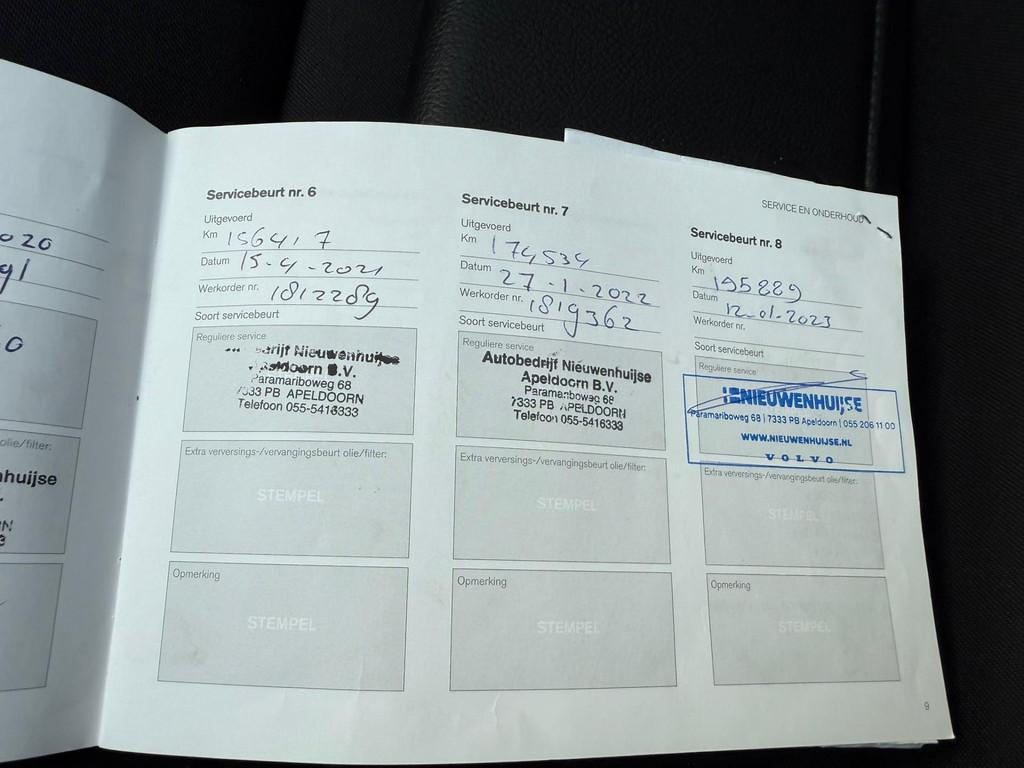 020
91
0
olie/filter:
nhuijse
SERVICE EN ONDERHOUD
Servicebeurt nr. 6
Uitgevoerd
Km 156417
Datum 15-4-2021
Werkorder nr. 1812289
Soort servicebeurt
Reguliere service
Nieuwenhuijse
Apeldoorn B.V.
Paramariboweg 68
7333 PB APELDOORN
Telefoon 055-5416333
Extra verversings-/vervangingsbeurt olie/filter:
STEMPEL
Opmerking
STEMPEL
Servicebeurt nr. 7
Uitgevoerd
Km 174534
Datum 27-1-2022
Werkorder nr. 1819362
Soort servicebeurt
Reguliere service
Autobedrijf Nieuwenhuijse
Apeldoorn B.V.
Paramariboweg 68
7333 PB APELDOORN
Telefoon 055-5416333
Extra verversings-/vervangingsbeurt olie/filter:
STEMPEL
Opmerking
STEMPEL
Servicebeurt nr. 8
Uitgevoerd
Km 195889
Datum 12-01-2023
Werkorder nr.
Soort servicebeurt
Reguliere service
NIEUWENHUIJSE
Paramariboweg 68 | 7333 PB Apeldoorn | 055 206 11 00
WWW.NIEUWENHUIJSE.NL
VOLVO
Extra verversings-/vervangingsbeurt olie/filter:
STEMPEL
Opmerking
STEMPEL
9